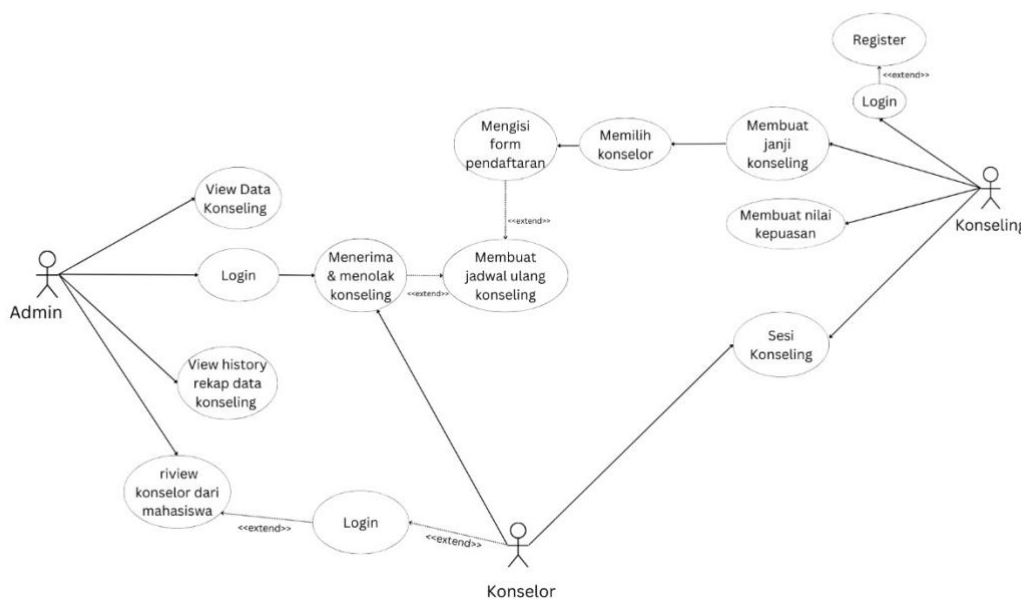 Register
<<extend>>
Login
Mengisi
form
pendaftaran
Memilih
konselor
Membuat
janji
konseling
View Data
Konseling
<<extend>>
Membuat nilai
kepuasan
Konseling
Login
Menerima
& menolak
konseling
<<extend>>
Membuat
jadwal ulang
konseling
Admin
Sesi
Konseling
View history
rekap data
konseling
riview
konselor dari
mahasiswa
<<extend>>
Login
<<extend>>
Konselor